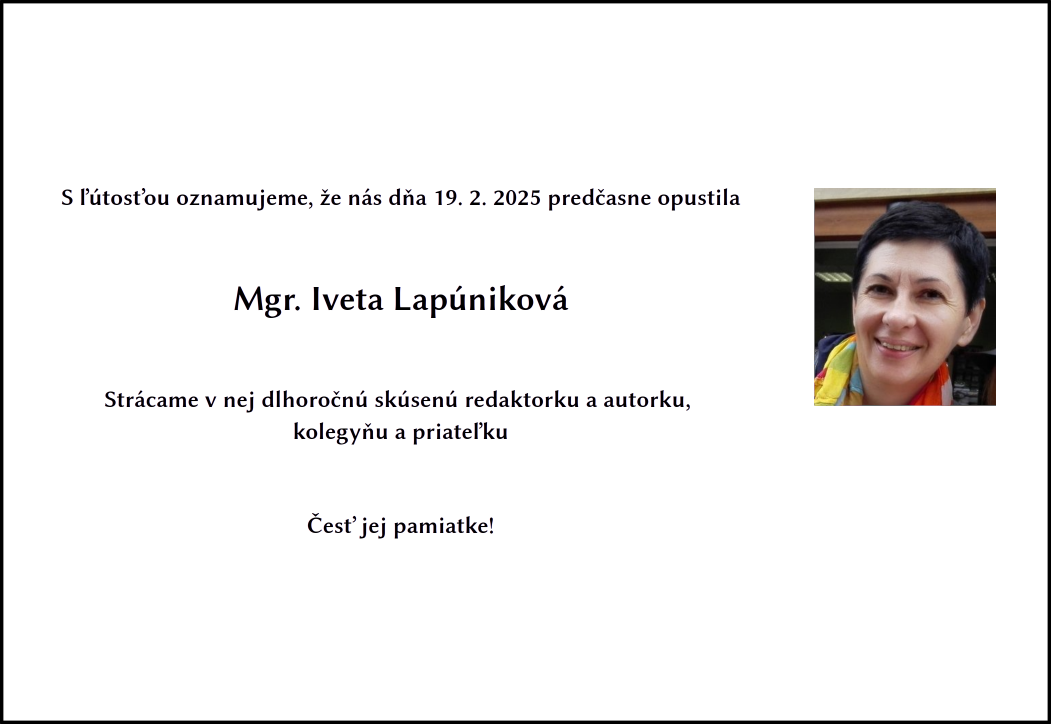 S ľútosťou oznamujeme, že nás dňa 19. 2. 2025 predčasne opustila
Mgr. Iveta Lapúniková
Strácame v nej dlhoročnú skúsenú redaktorku a autorku,
kolegyňu a priateľku
Česť jej pamiatke!